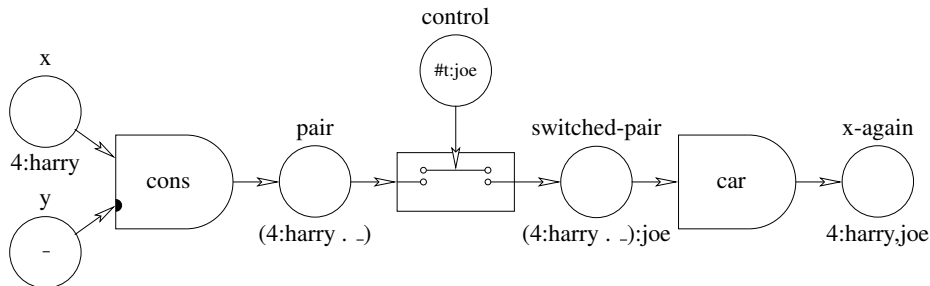 control
#t:joe
x
4:harry
cons
pair
(4:harry . _)
switched-pair
(4:harry . _):joe
car
x-again
4:harry,joe
y
-